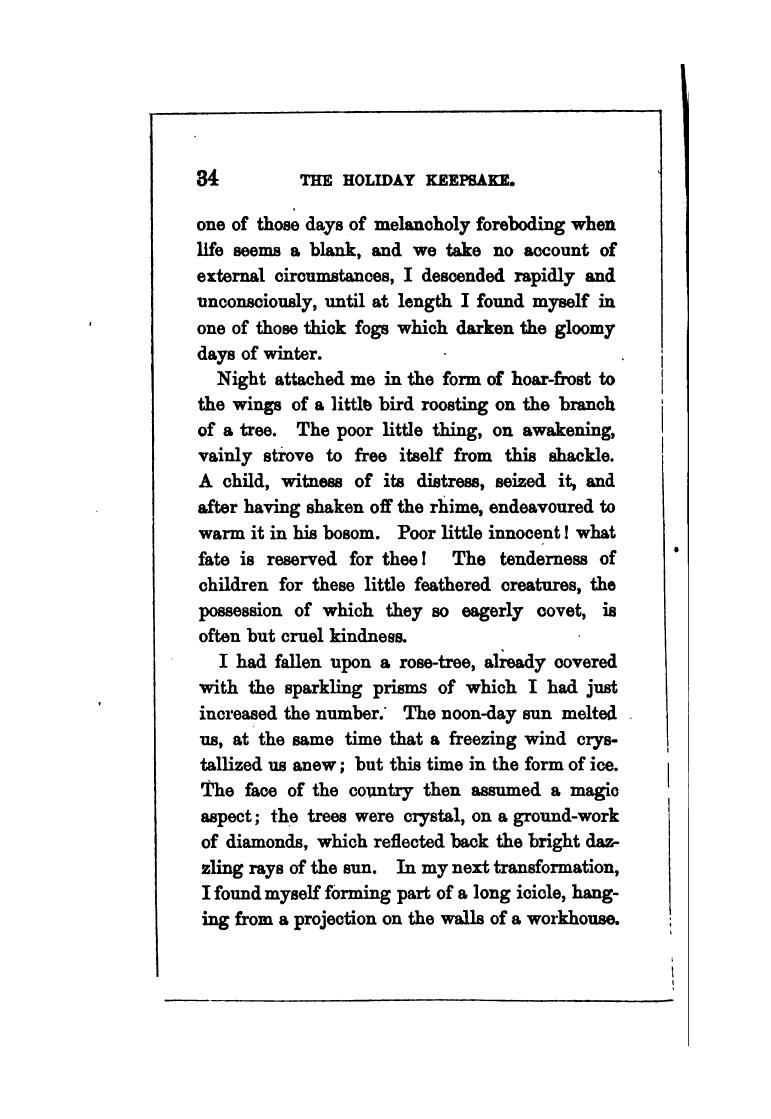 34 THE HOLIDAY KEEPSAKE.
one of those days of melancholy foreboding when
life seems a blank, and we take no account of
external circumstances, I descended rapidly and
unconsciously, until at length I found myself in
one of those thick fogs which darken the gloomy
days of winter.
Night attached me in the form of hoar-frost to
the wings of a little bird roosting on the branch
of a tree. The poor little thing, on awakening,
vainly strove to free itself from this shackle.
A child, witness of its distress, seized it, and
after having shaken off the rhime, endeavoured to
warm it in his bosom. Poor little innocent! what
fate is reserved for thee! The tenderness of
children for these little feathered creatures, the
possession of which they so eagerly covet, is
often but cruel kindness.
I had fallen upon a rose-tree, already covered
with the sparkling prisms of which I had just
increased the number. The noon-day sun melted
us, at the same time that a freezing wind crys-
tallized us anew; but this time in the form of ice.
The face of the country then assumed a magic
aspect; the trees were crystal, on a ground-work
of diamonds, which reflected back the bright daz-
zling rays of the sun. In my next transformation,
I found myself forming part of a long icicle, hang-
ing from a projection on the walls of a workhouse.